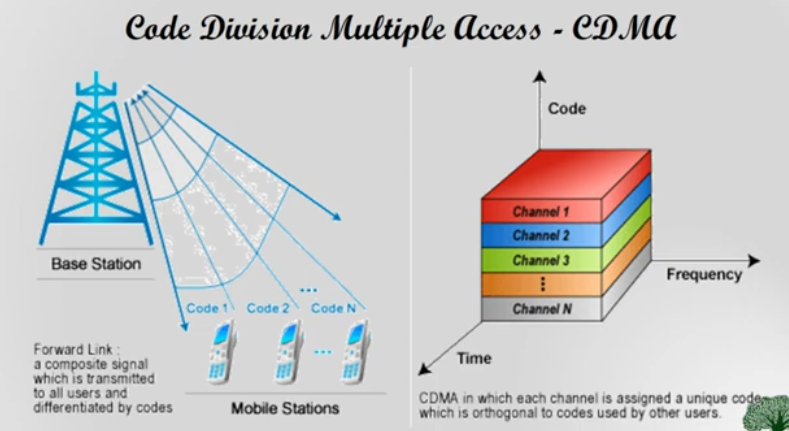 Code Division Multiple Access - CDMA
Base Station
Code 1
Code 2
...
Code N
...
Forward Link :
a composite signal
which is transmitted
to all users and
differentiated by codes
Mobile Stations
Code
Channel 1
Channel 2
Channel 3
⋮
Channel N
Frequency
Time
CDMA in which each channel is assigned a unique code
which is orthogonal to codes used by other users.